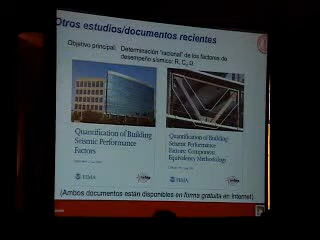 Otros estudios/documentos recientes
Objetivo principal: Determinación "racional" de los factores de
desempeño sísmico: R, Cd, Ω
Quantification of Building
Seismic Performance
Factors
FEMA
Quantification of Building
Seismic Performance
Factors: Component
Equivalency Methodology
FEMA
(Ambos documentos están disponibles en forma gratuita en Internet)